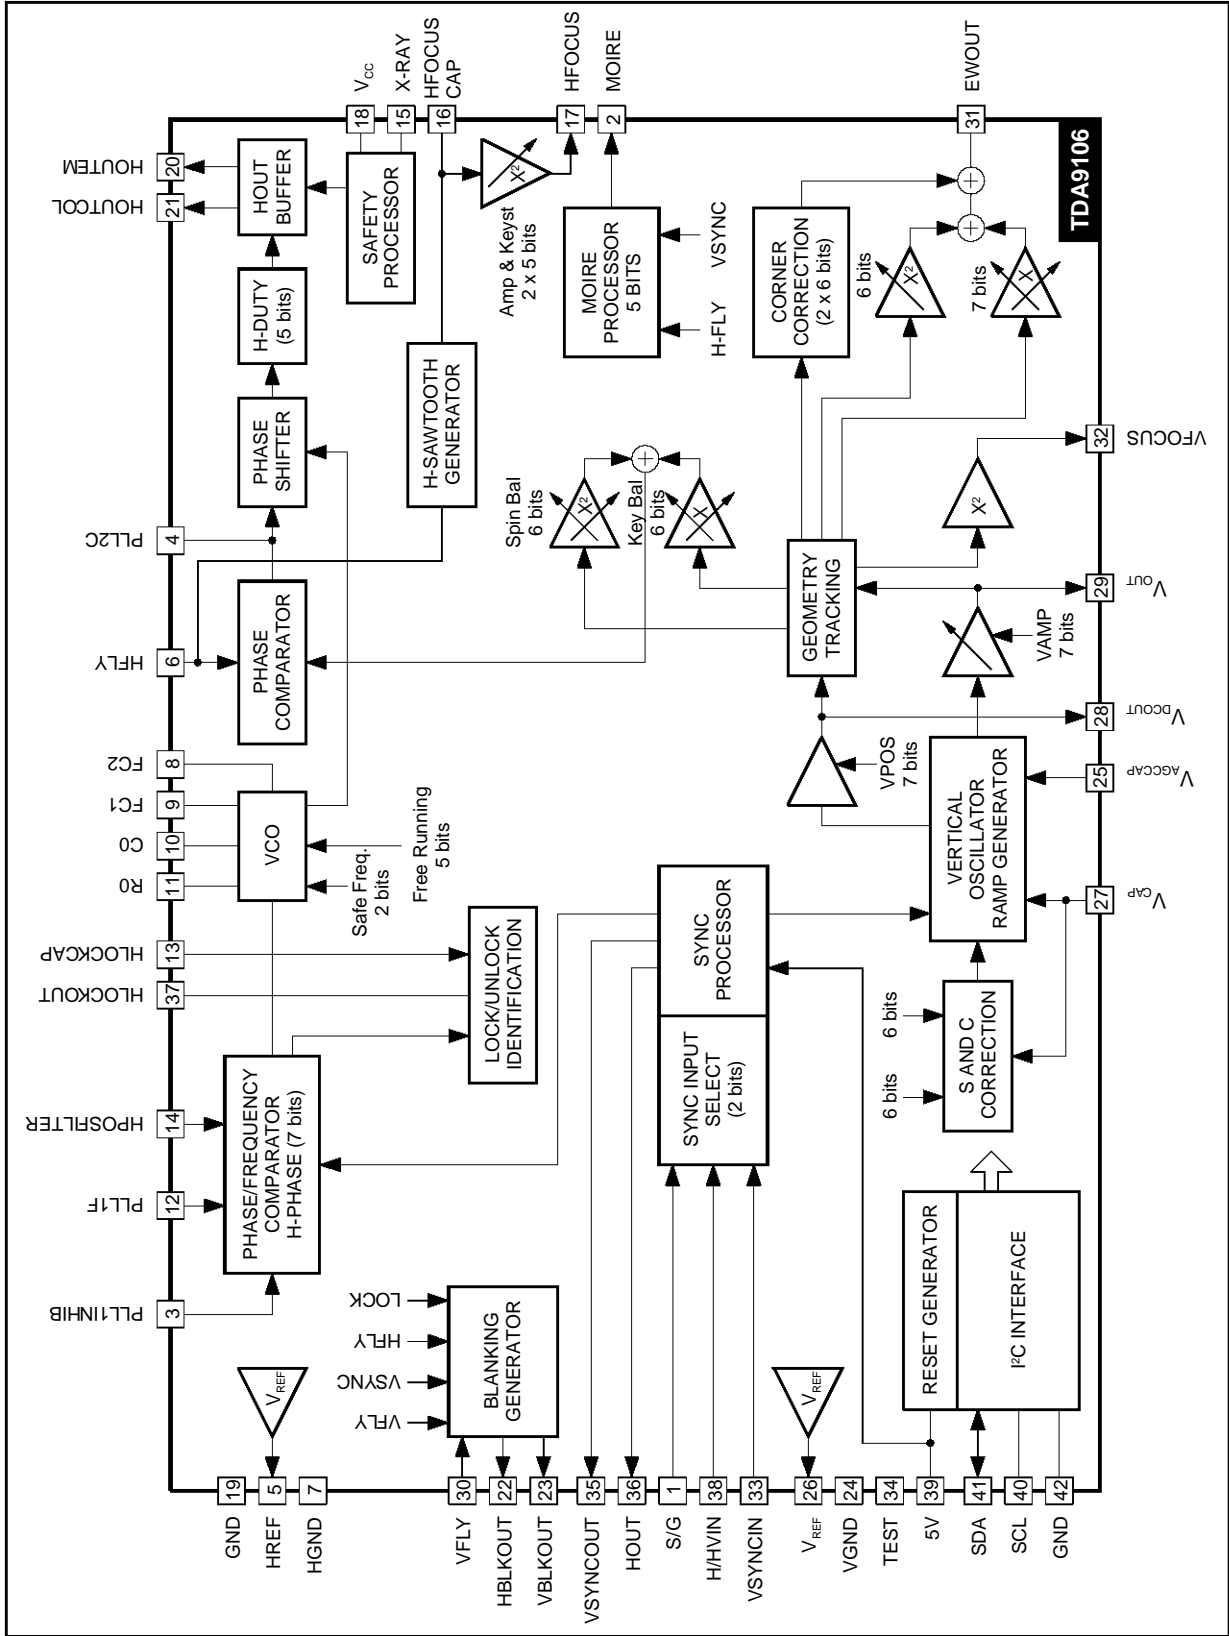 PLL1INHIB
3
PLL1F
12
HPOSFILTER
14
HLOCKOUT
37
HLOCKCAP
13
R0
11
C0
10
FC1
9
FC2
8
HFLY
6
PLL2C
4
HOUTCOL
21
HOUTEM
20
GND
19
HREF
5
HGND
7
VREF
PHASE/FREQUENCY
COMPARATOR
H-PHASE (7 bits)
LOCK/UNLOCK
IDENTIFICATION
VCO
Safe Freq.
2 bits
Free Running
5 bits
PHASE
COMPARATOR
PHASE
SHIFTER
H-DUTY
(5 bits)
HOUT
BUFFER
SAFETY
PROCESSOR
VCC
18
X-RAY
15
HFOCUS
CAP
16
HFOCUS
17
MOIRE
2
X2
Amp & Keyst
2 x 5 bits
H-SAWTOOTH
GENERATOR
MOIRE
PROCESSOR
5 BITS
H-FLY
VSYNC
VFLY
VSYNC
HFLY
LOCK
BLANKING
GENERATOR
VFLY
30
HBLKOUT
22
VBLKOUT
23
VSYNCOUT
35
HOUT
36
S/G
1
H/HVIN
38
VSYNCIN
33
SYNC INPUT
SELECT
(2 bits)
SYNC
PROCESSOR
Spin Bal
6 bits
X2
Key Bal
6 bits
X
+
CORNER
CORRECTION
(2 x 6 bits)
6 bits
X2
7 bits
X
+
+
EWOUT
31
GEOMETRY
TRACKING
VPOS
7 bits
VREF
26
VREF
VGND
24
TEST
34
5V
39
SDA
41
SCL
40
GND
42
RESET GENERATOR
I2C INTERFACE
6 bits
6 bits
S AND C
CORRECTION
VERTICAL
OSCILLATOR
RAMP GENERATOR
VAMP
7 bits
X2
27
VCAP
25
VAGCCAP
28
VDCOUT
29
VOUT
32
VFOCUS
TDA9106